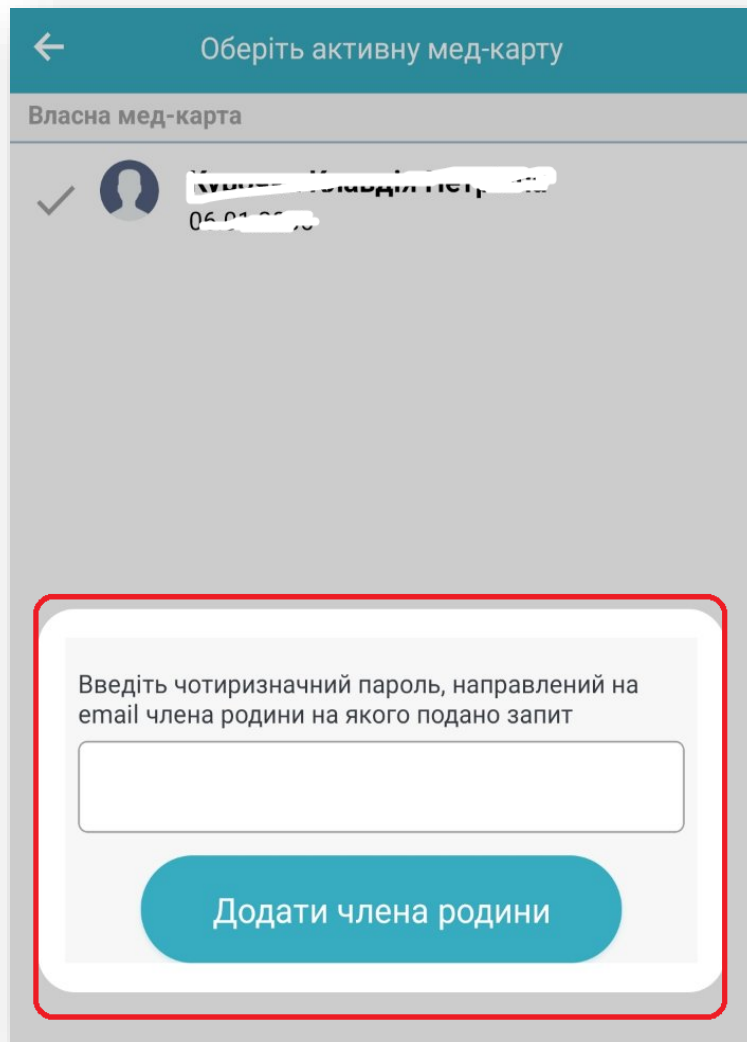 Оберіть активну мед-карту
Власна мед-карта
Введіть чотиризначний пароль, направлений на
email члена родини на якого подано запит
Додати члена родини